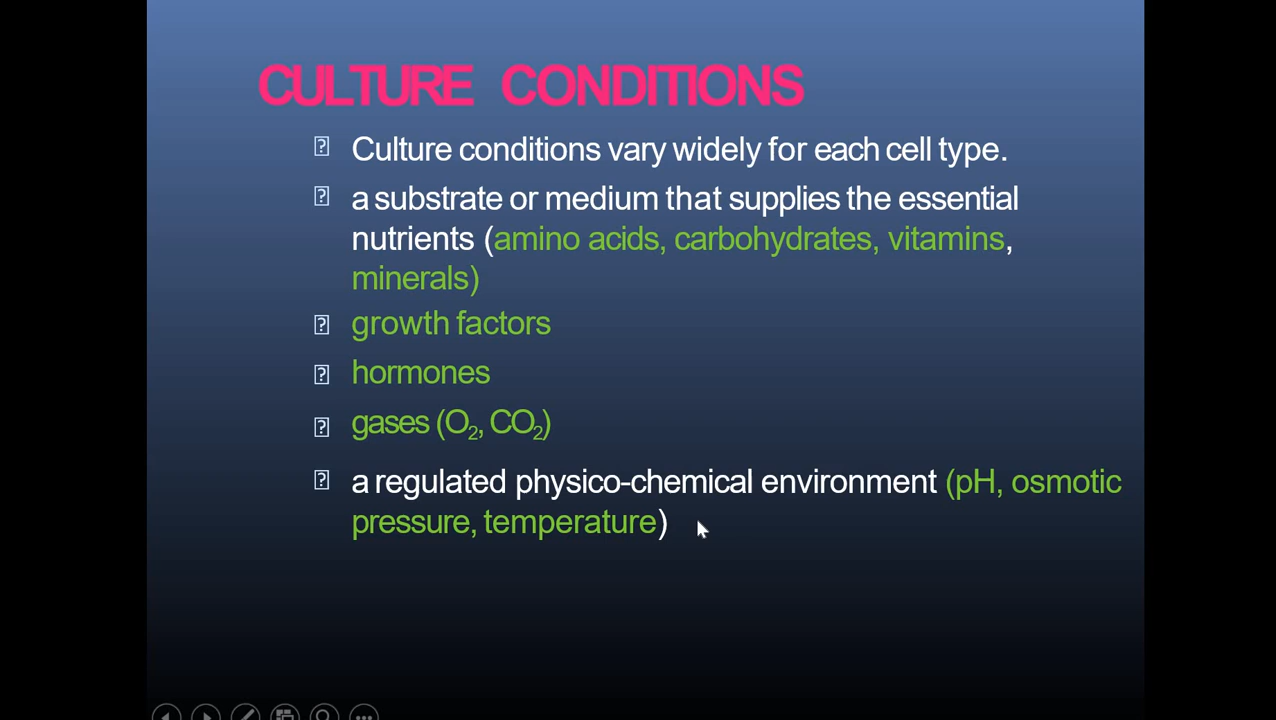 CULTURE CONDITIONS
Culture conditions vary widely for each cell type.
a substrate or medium that supplies the essential
nutrients (amino acids, carbohydrates, vitamins,
minerals)
growth factors
hormones
gases (O₂, CO₂)
a regulated physico-chemical environment (pH, osmotic
pressure, temperature)